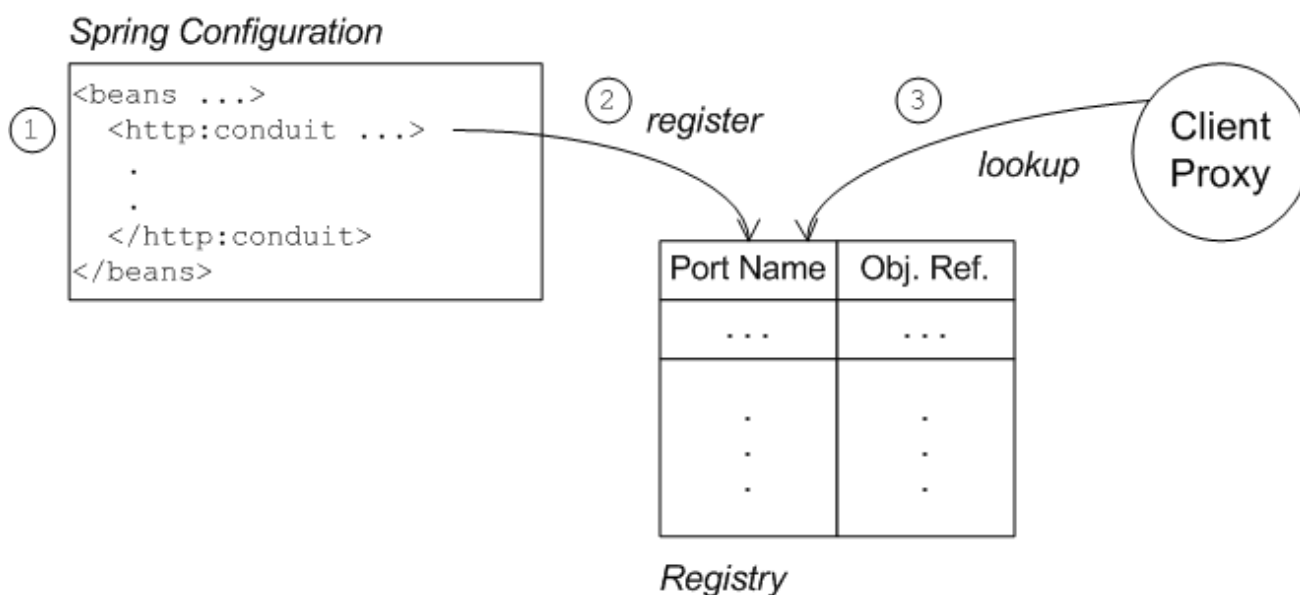 Spring Configuration
<beans ...>
1
<http:conduit ...>
.
.
</http:conduit>
</beans>
2
register
3
lookup
Client
Proxy
Port Name Obj. Ref.
... ...
. .
. .
. .
Registry